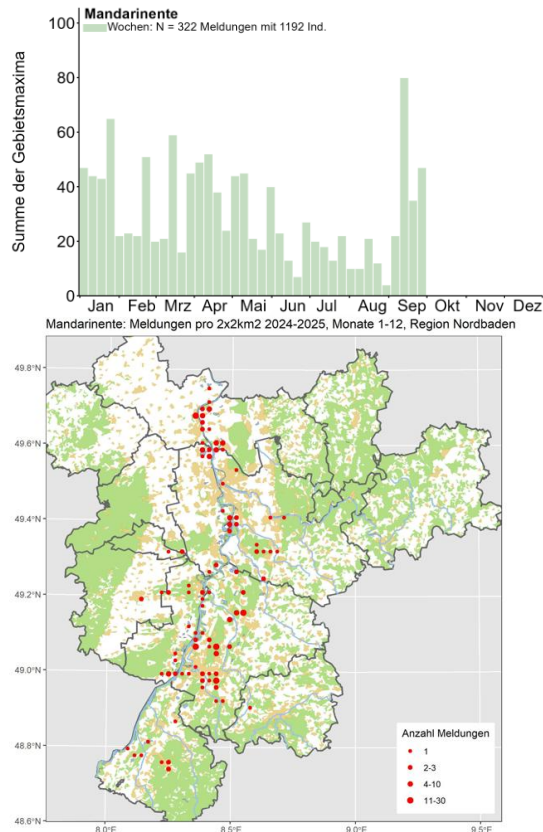 Mandarinente
Wochen: N = 322 Meldungen mit 1192 Ind.
Summe der Gebietsmaxima
100
80
60
40
20
0
Jan Feb Mrz Apr Mai Jun Jul Aug Sep Okt Nov Dez
Mandarinente: Meldungen pro 2x2km2 2024-2025, Monate 1-12, Region Nordbaden
49.8°N
49.6°N
49.4°N
49.2°N
49.0°N
48.8°N
48.6°N
8.0°E 8.5°E 9.0°E 9.5°E
Anzahl Meldungen
1
2-3
4-10
11-30